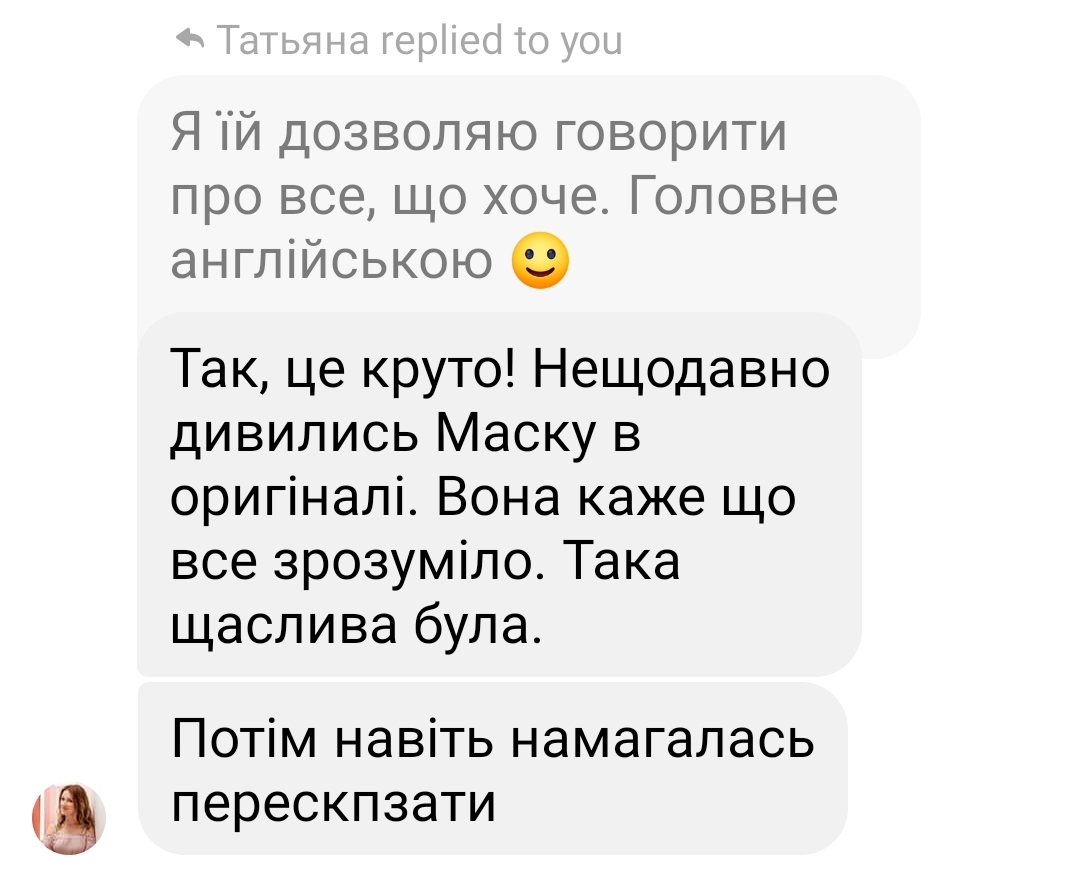 Татьяна replied to you
Я їй дозволяю говорити
про все, що хоче. Головне
англійською 🙂
Так, це круто! Нещодавно
дивились Маску в
оригіналі. Вона каже що
все зрозуміло. Така
щаслива була.
Потім навіть намагалась
перескпзати